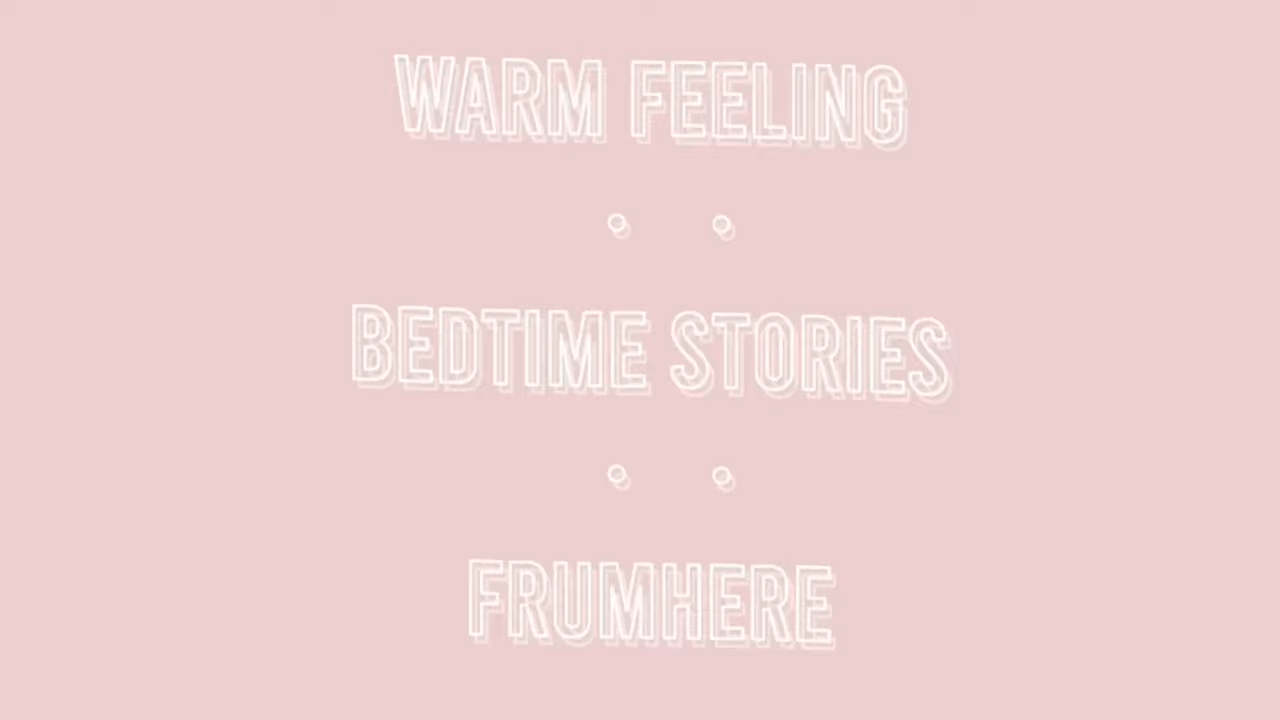 WARM FEELING
• •
BEDTIME STORIES
• •
FRUMHERE